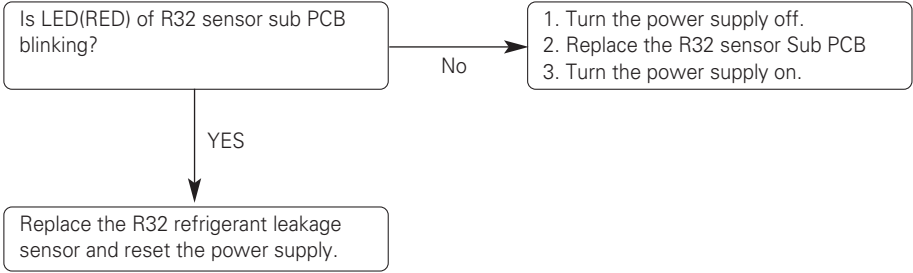 Is LED(RED) of R32 sensor sub PCB
blinking?
No
1. Turn the power supply off.
2. Replace the R32 sensor Sub PCB
3. Turn the power supply on.
YES
Replace the R32 refrigerant leakage
sensor and reset the power supply.